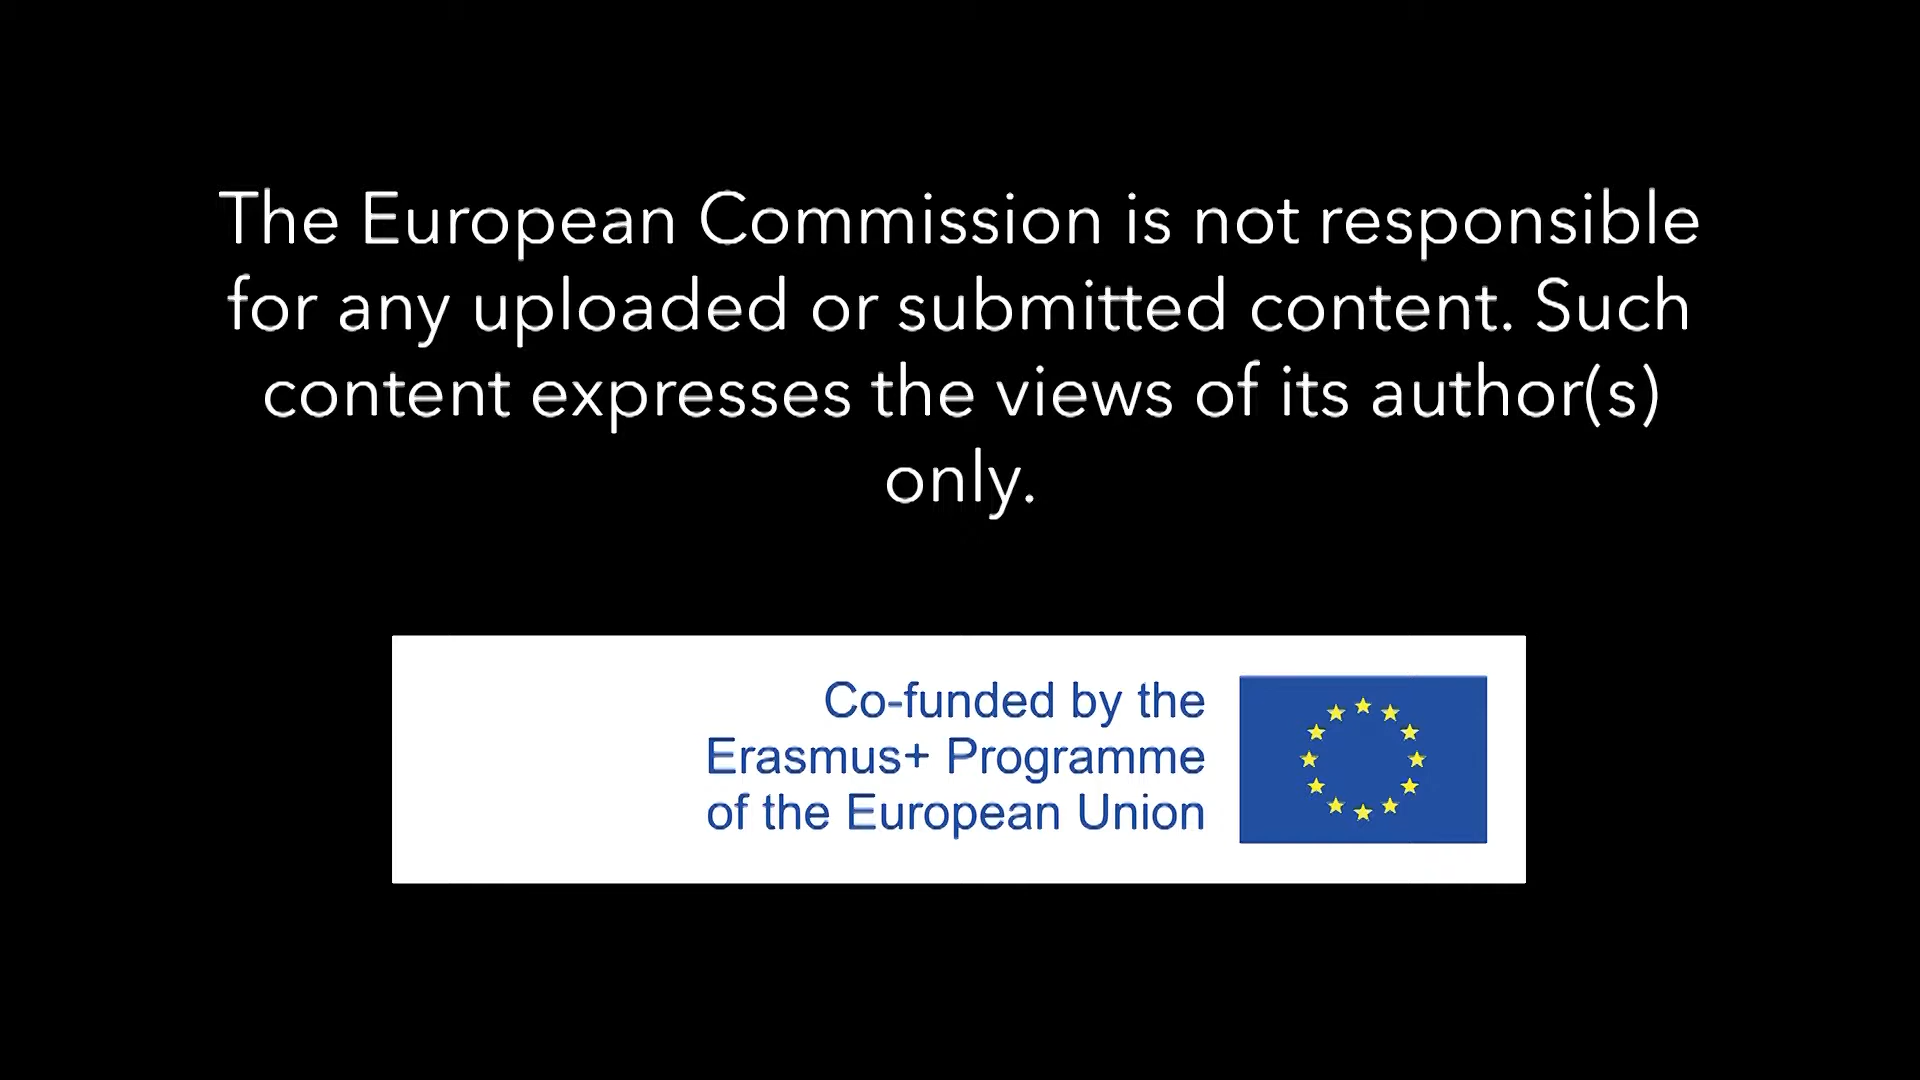 The European Commission is not responsible
for any uploaded or submitted content. Such
content expresses the views of its author(s)
only.
Co-funded by the
Erasmus+ Programme
of the European Union